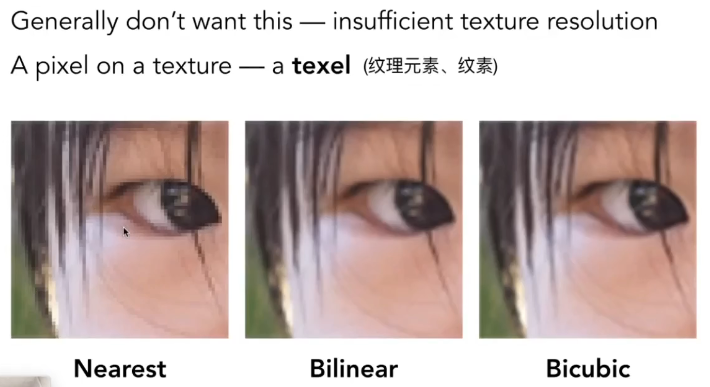 Generally don’t want this — insufficient texture resolution
A pixel on a texture — a texel (纹理元素、纹素)
Nearest Bilinear Bicubic